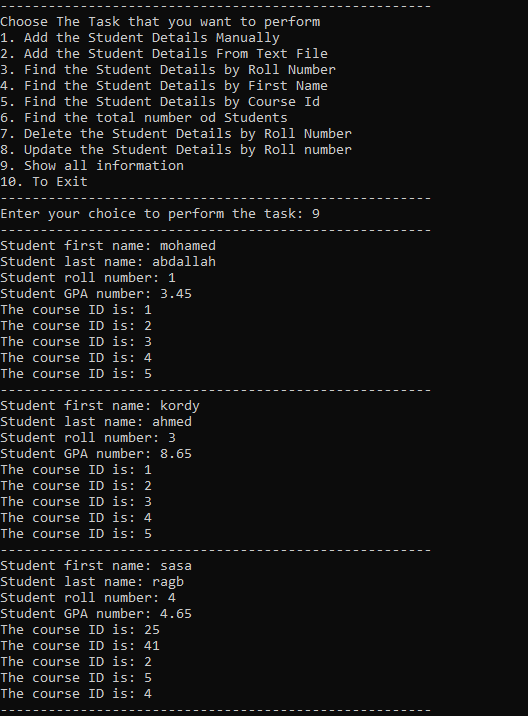 ------------------------------------------------------
Choose The Task that you want to perform
1. Add the Student Details Manually
2. Add the Student Details From Text File
3. Find the Student Details by Roll Number
4. Find the Student Details by First Name
5. Find the Student Details by Course Id
6. Find the total number od Students
7. Delete the Student Details by Roll Number
8. Update the Student Details by Roll number
9. Show all information
10. To Exit
------------------------------------------------------
Enter your choice to perform the task: 9
------------------------------------------------------
Student first name: mohamed
Student last name: abdallah
Student roll number: 1
Student GPA number: 3.45
The course ID is: 1
The course ID is: 2
The course ID is: 3
The course ID is: 4
The course ID is: 5
------------------------------------------------------
Student first name: kordy
Student last name: ahmed
Student roll number: 3
Student GPA number: 8.65
The course ID is: 1
The course ID is: 2
The course ID is: 3
The course ID is: 4
The course ID is: 5
------------------------------------------------------
Student first name: sasa
Student last name: ragb
Student roll number: 4
Student GPA number: 4.65
The course ID is: 25
The course ID is: 41
The course ID is: 2
The course ID is: 5
The course ID is: 4
------------------------------------------------------